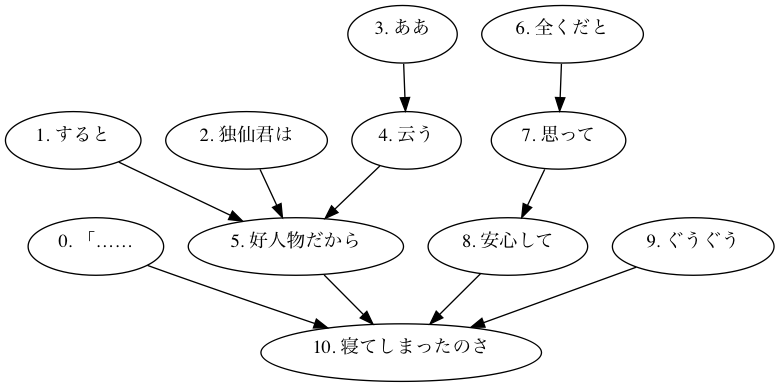 3. ああ
6. 全くだと
1. すると
2. 独仙君は
4. 云う
7. 思って
0. 「……
5. 好人物だから
8. 安心して
9. ぐうぐう
10. 寝てしまったのさ